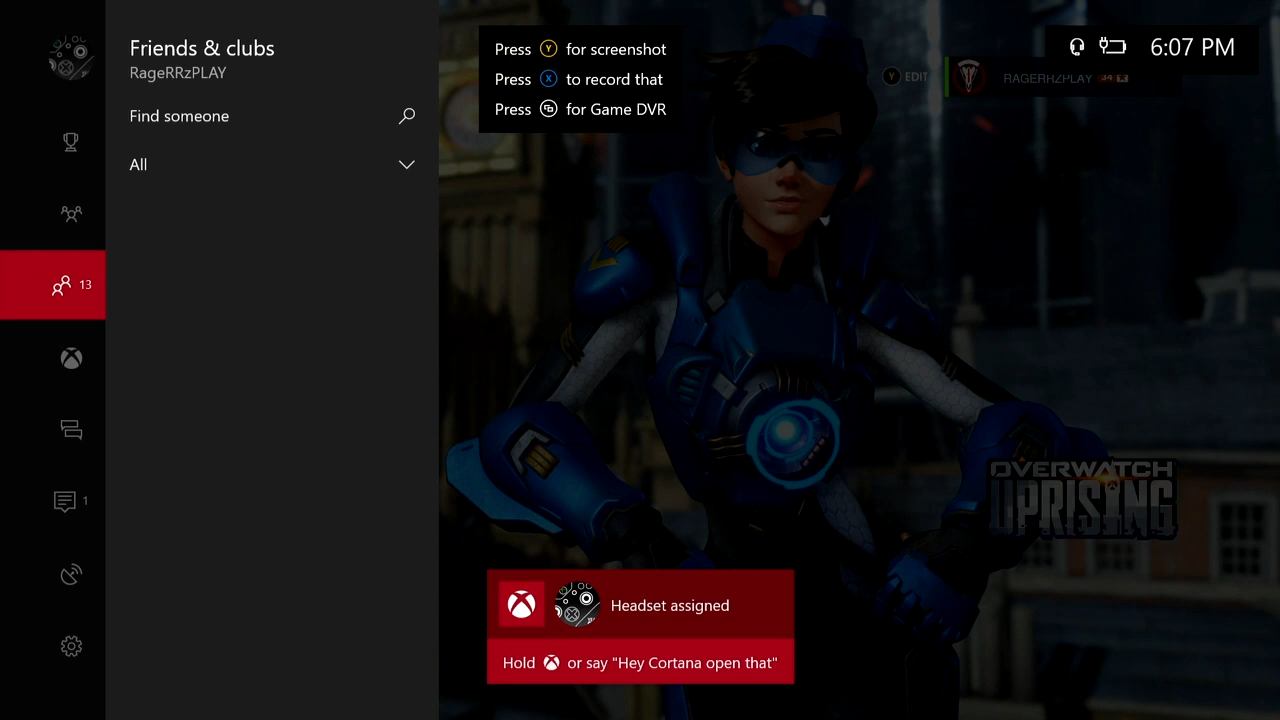 Friends & clubs
RageRRzPLAY
Find someone
All
13
1
Press Y for screenshot
Press X to record that
Press for Game DVR
6:07 PM
Y EDIT
RAGERRZPLAY
OVERWATCH
UPRISING
Headset assigned
Hold or say "Hey Cortana open that"